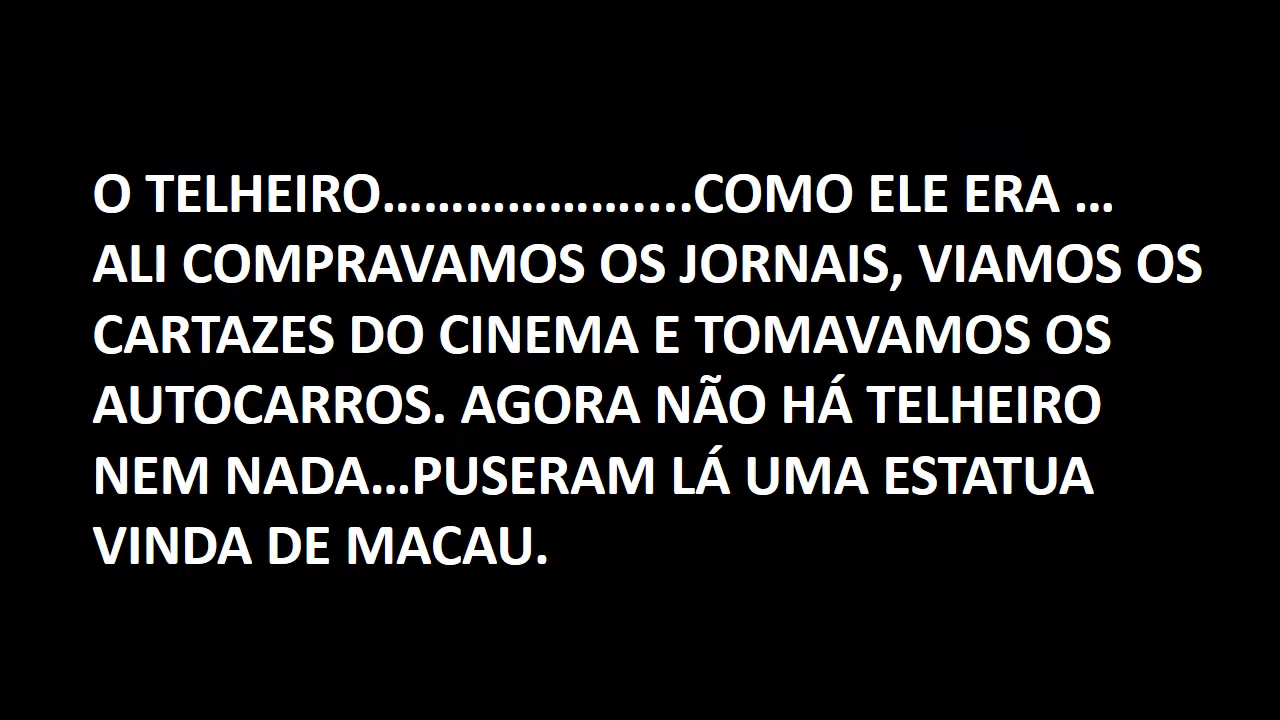 O TELHEIRO.......................COMO ELE ERA ...
ALI COMPRAVAMOS OS JORNAIS, VIAMOS OS
CARTAZES DO CINEMA E TOMAVAMOS OS
AUTOCARROS. AGORA NÃO HÁ TELHEIRO
NEM NADA...PUSERAM LÁ UMA ESTATUA
VINDA DE MACAU.